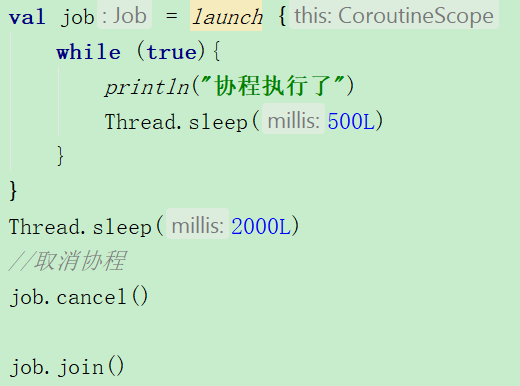 val job : Job = launch { this: CoroutineScope
    while (true){
        println("协程执行了")
        Thread.sleep( millis: 500L)
    }
}
Thread.sleep( millis: 2000L)
//取消协程
job.cancel()

job.join()